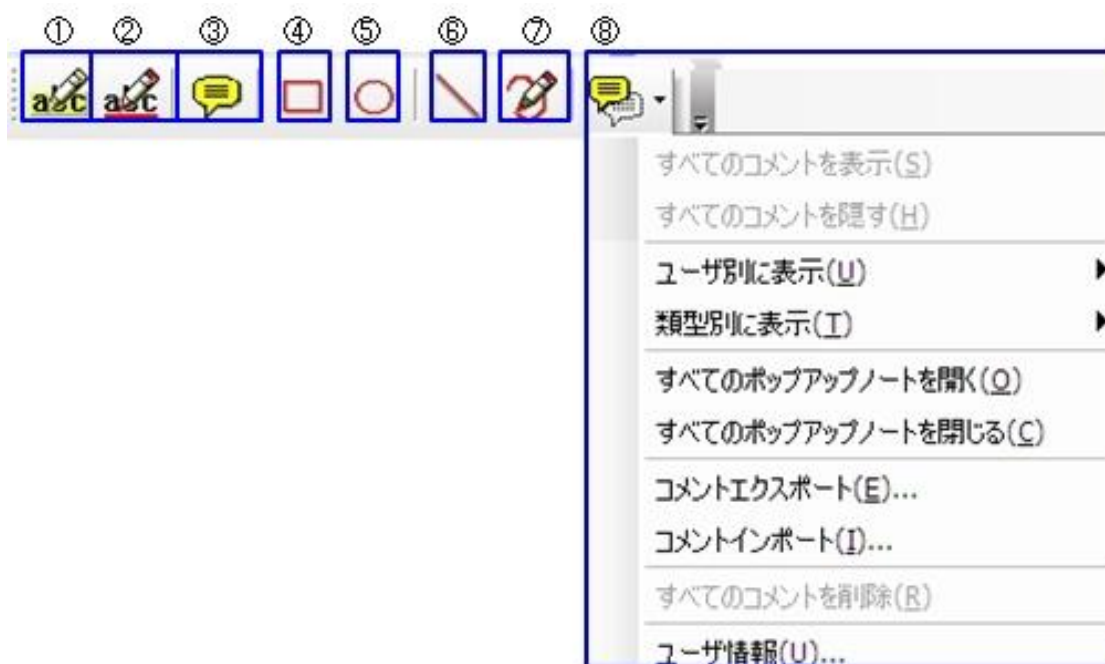 ① ② ③ ④ ⑤ ⑥ ⑦ ⑧
abc abc
すべてのコメントを表示(S)
すべてのコメントを隠す(H)
ユーザ別に表示(U)
類型別に表示(T)
すべてのポップアップノートを開く(O)
すべてのポップアップノートを閉じる(C)
コメントエクスポート(E)...
コメントインポート(I)...
すべてのコメントを削除(R)
ユーザ情報(U)...